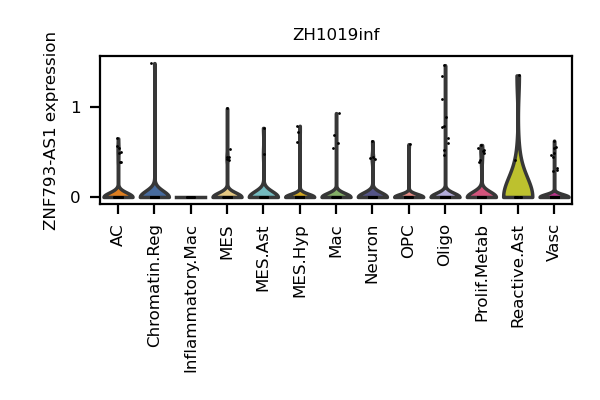 ZH1019inf
ZNF793-AS1 expression
1
0
AC
Chromatin.Reg
Inflammatory.Mac
MES
MES.Ast
MES.Hyp
Mac
Neuron
OPC
Oligo
Prolif.Metab
Reactive.Ast
Vasc